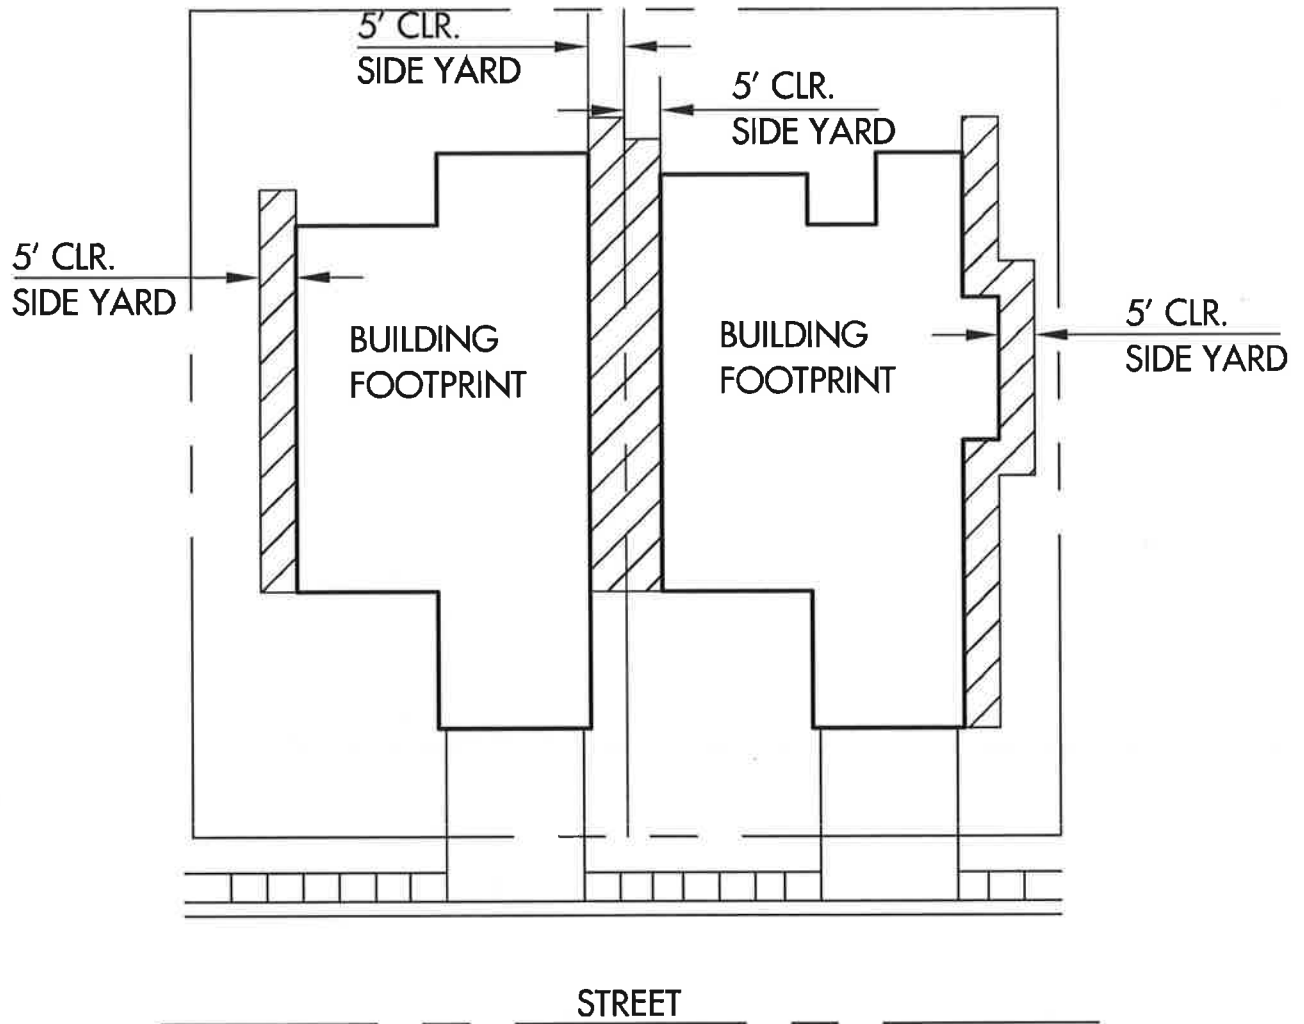 5' CLR.
SIDE YARD
5' CLR.
SIDE YARD
5' CLR.
SIDE YARD
5' CLR.
SIDE YARD
BUILDING
FOOTPRINT
BUILDING
FOOTPRINT
STREET